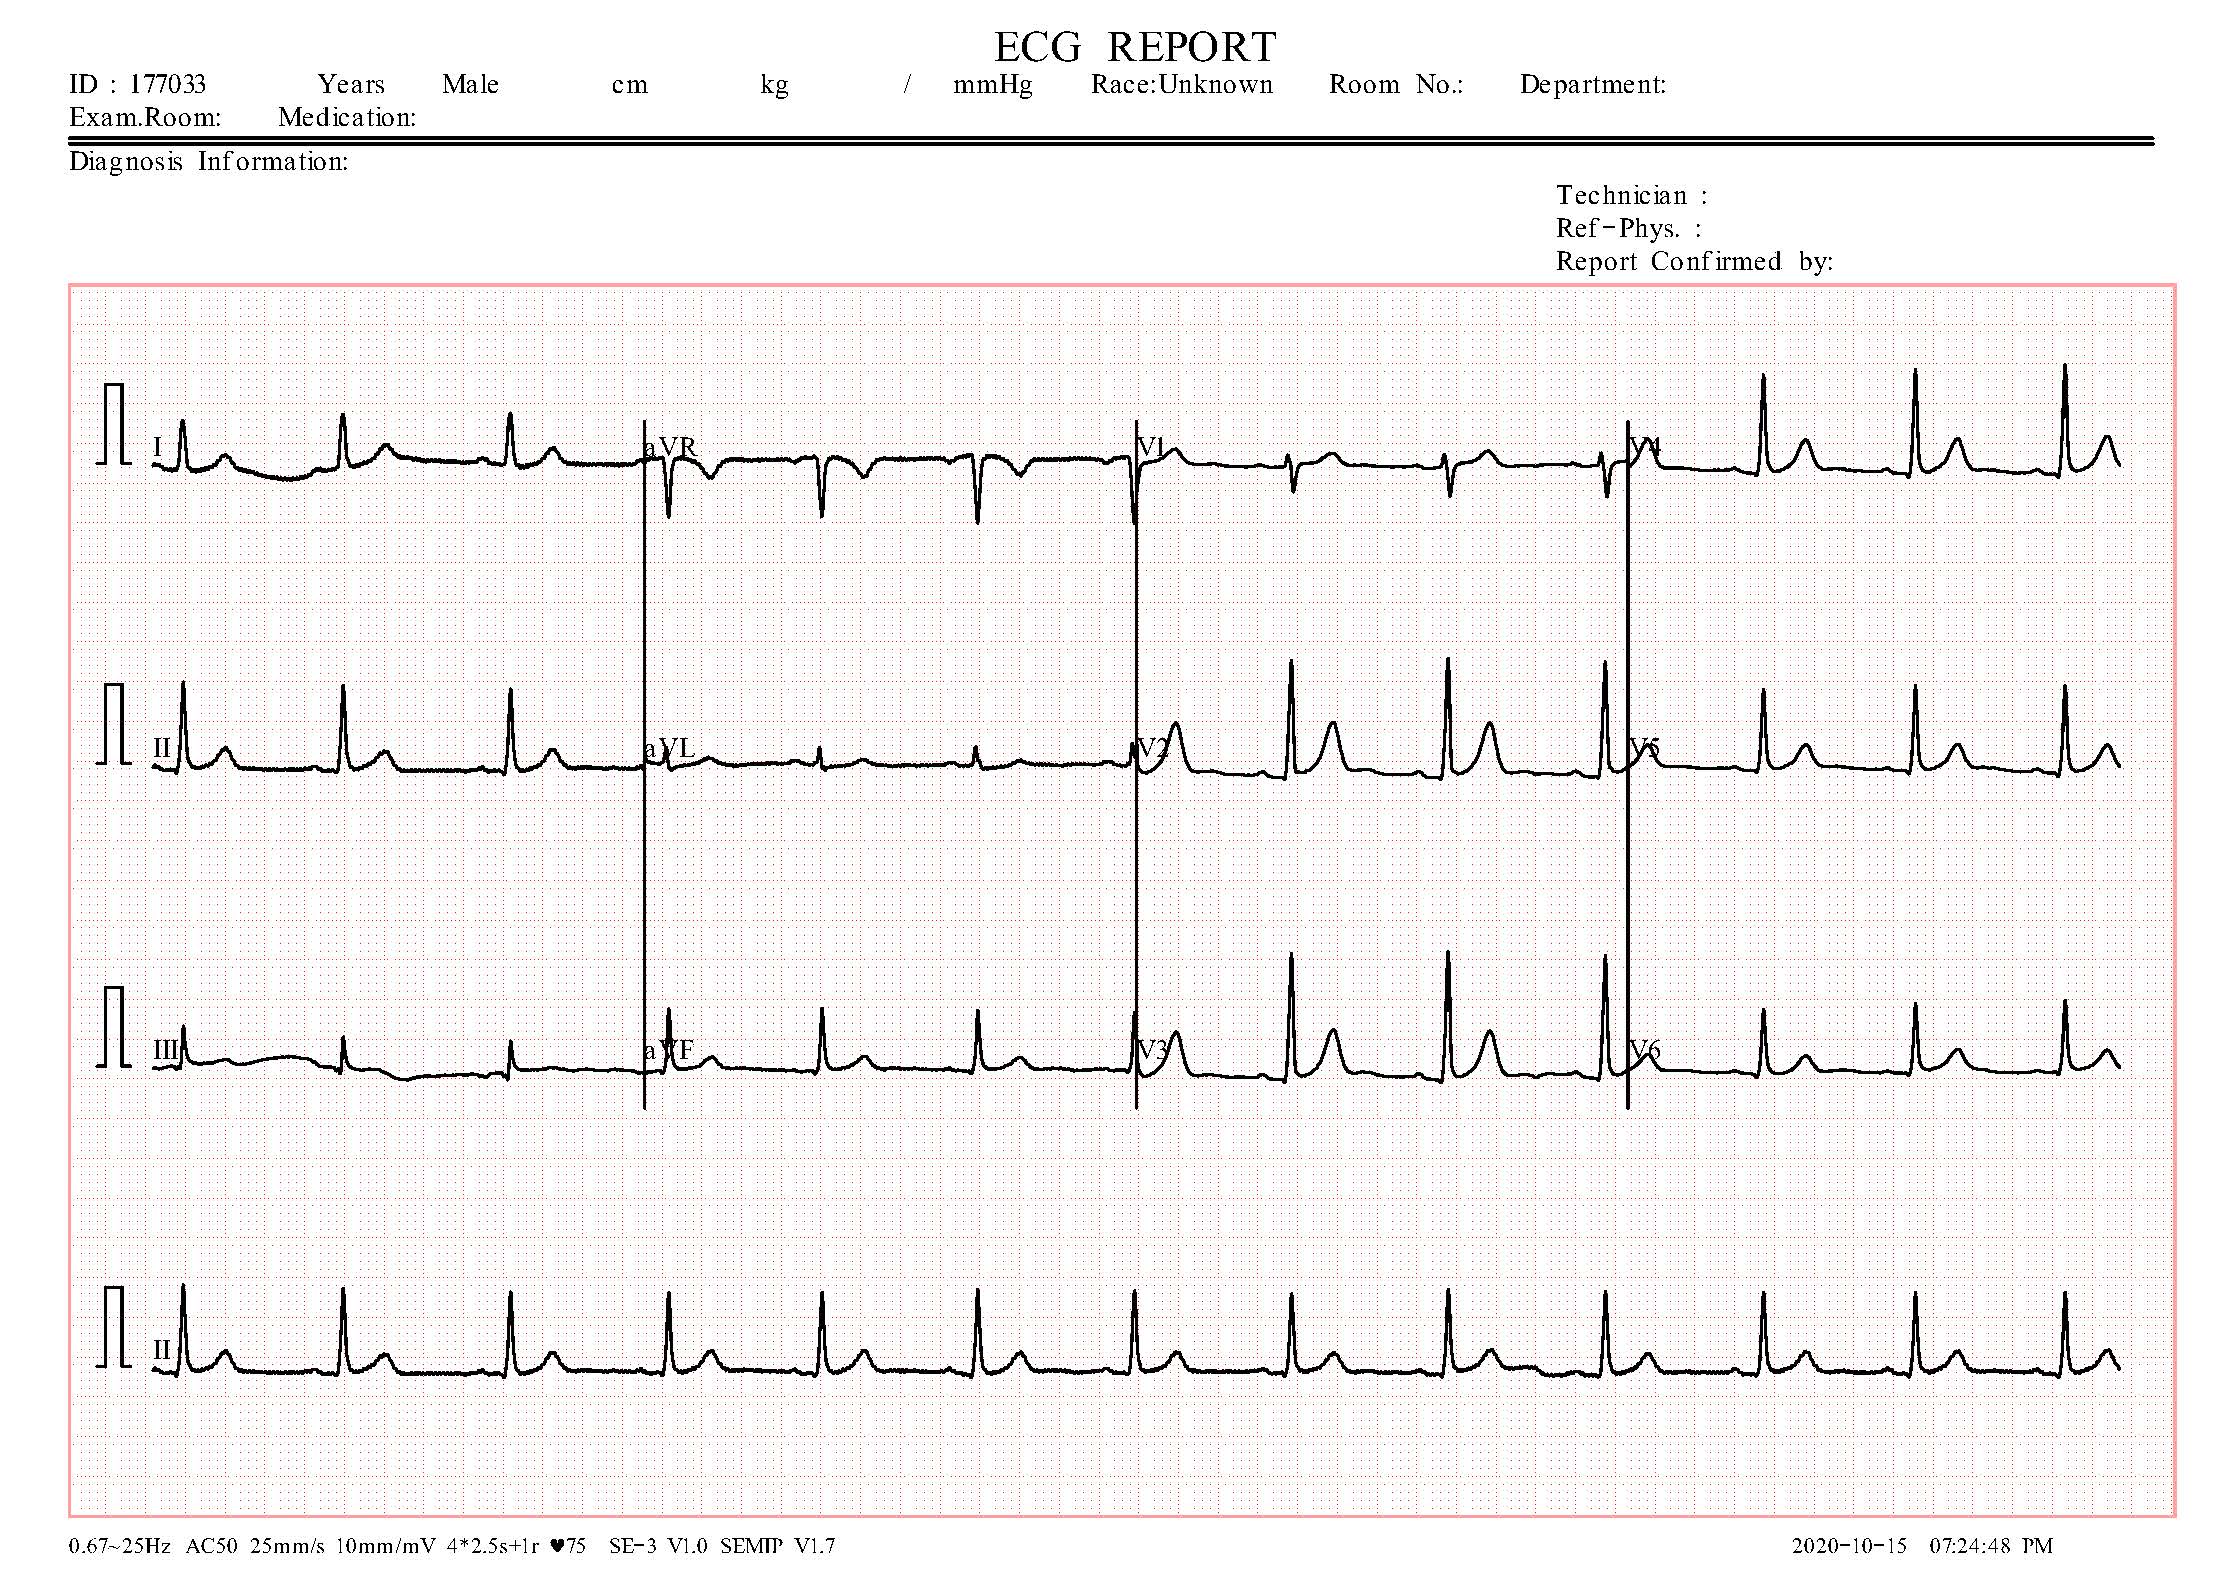 ECG REPORT
ID : 177033 Years Male cm kg / mmHg Race:Unknown Room No.: Department:
Exam.Room: Medication:
Diagnosis Information:
Technician :
Ref-Phys. :
Report Confirmed by:
I aVR V1 V4
II aVL V2 V5
III aVF V3 V6
II
0.67~25Hz AC50 25mm/s 10mm/mV 4*2.5s+1r ♥75 SE-3 V1.0 SEMIP V1.7 2020-10-15 07:24:48 PM